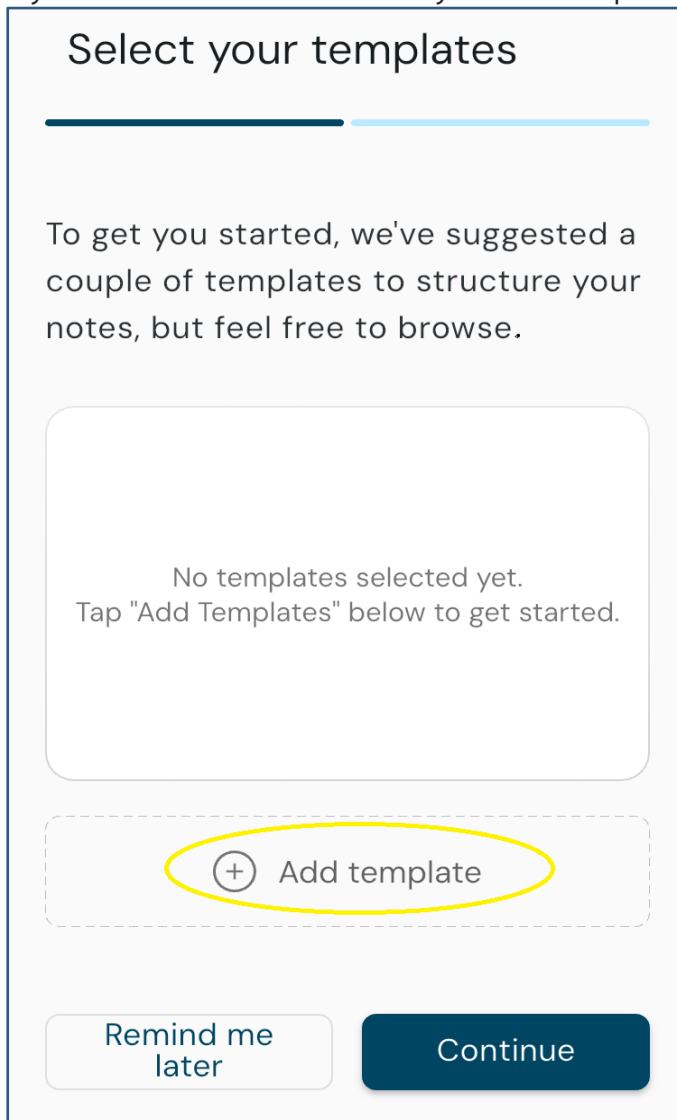 Select your templates
To get you started, we've suggested a
couple of templates to structure your
notes, but feel free to browse.
No templates selected yet.
Tap "Add Templates" below to get started.
Add template
Remind me
later
Continue